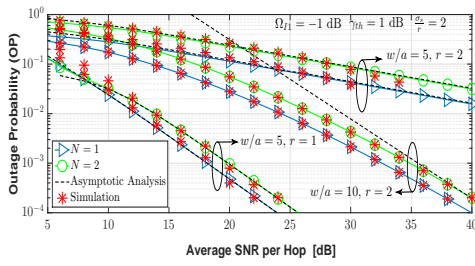 10^0
10^{-1}
10^{-2}
10^{-3}
10^{-4}
Outage Probability (OP)
Ω_{I1} = −1 dB γ_{th} = 1 dB
= 2
w/a = 5, r = 2
w/a = 5, r = 1
w/a = 10, r = 2
N = 1
N = 2
Asymptotic Analysis
Simulation
5 10 15 20 25 30 35 40
Average SNR per Hop [dB]